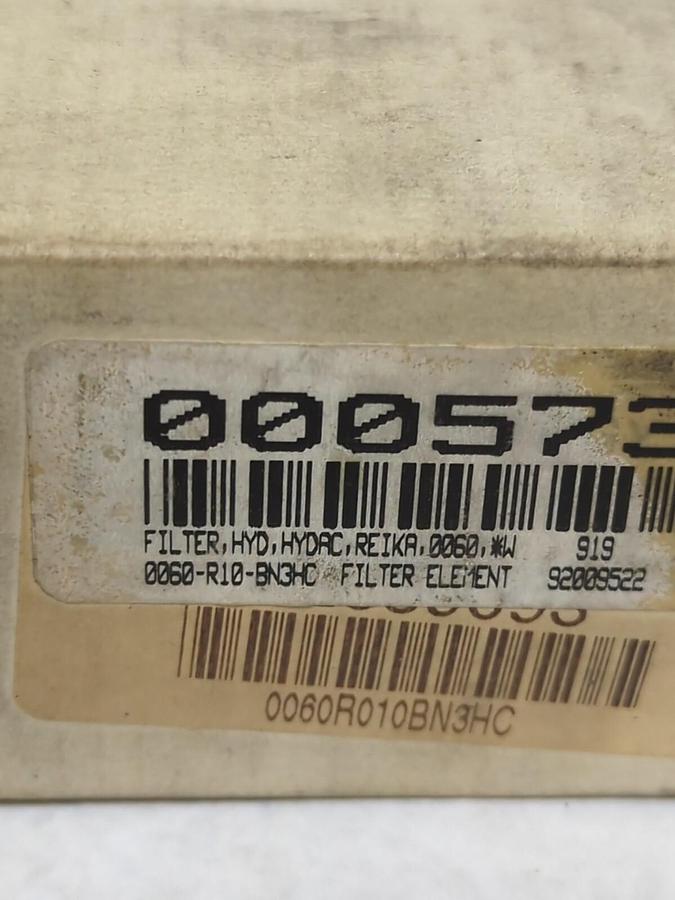 000573
FILTER,HYD,HYDAC,REIKA,0060,*W 919
0060-R10-BN3HC FILTER ELEMENT 92009522
0060R010BN3HC